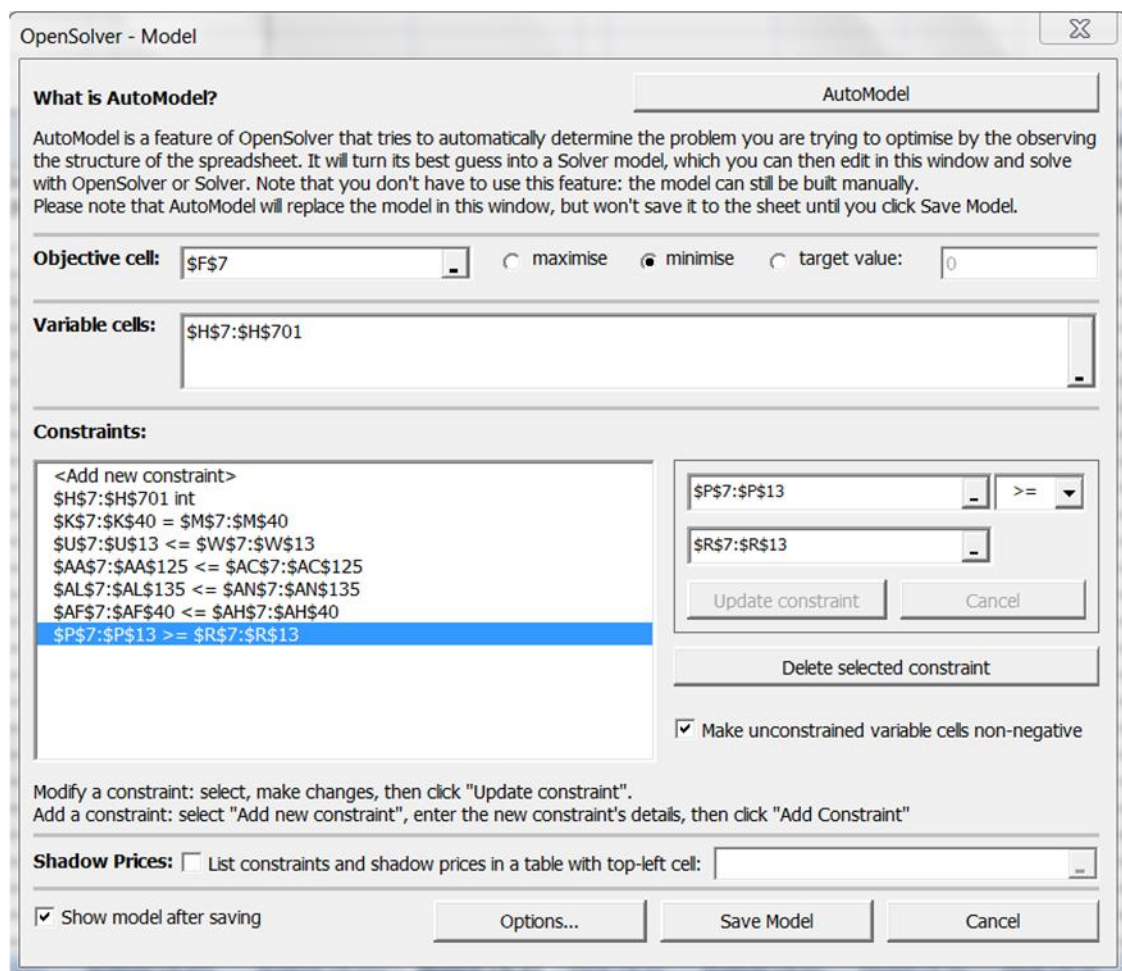 OpenSolver - Model
What is AutoModel?
AutoModel
AutoModel is a feature of OpenSolver that tries to automatically determine the problem you are trying to optimise by the observing
the structure of the spreadsheet. It will turn its best guess into a Solver model, which you can then edit in this window and solve
with OpenSolver or Solver. Note that you don't have to use this feature: the model can still be built manually.
Please note that AutoModel will replace the model in this window, but won't save it to the sheet until you click Save Model.
Objective cell: $F$7 maximise minimise target value: 0
Variable cells: $H$7:$H$701
Constraints:
<Add new constraint>
$H$7:$H$701 int
$K$7:$K$40 = $M$7:$M$40
$U$7:$U$13 <= $W$7:$W$13
$AA$7:$AA$125 <= $AC$7:$AC$125
$AL$7:$AL$135 <= $AN$7:$AN$135
$AF$7:$AF$40 <= $AH$7:$AH$40
$P$7:$P$13 >= $R$7:$R$13
$P$7:$P$13 >=
$R$7:$R$13
Update constraint Cancel
Delete selected constraint
Make unconstrained variable cells non-negative
Modify a constraint: select, make changes, then click "Update constraint".
Add a constraint: select "Add new constraint", enter the new constraint's details, then click "Add Constraint"
Shadow Prices: List constraints and shadow prices in a table with top-left cell:
Show model after saving Options... Save Model Cancel